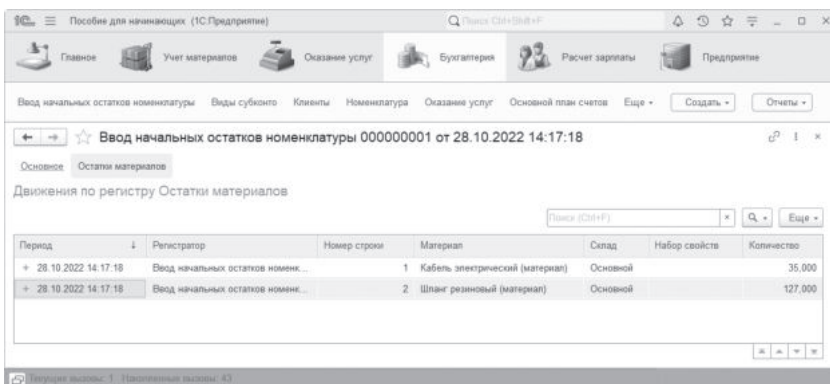 1С Пособие для начинающих (1С:Предприятие) Поиск Ctrl+Shift+F
Главное Учет материалов Оказание услуг Бухгалтерия Расчет зарплаты Предприятие
Ввод начальных остатков номенклатуры Виды субконто Клиенты Номенклатура Оказание услуг Основной план счетов Еще Создать Отчеты
Ввод начальных остатков номенклатуры 000000001 от 28.10.2022 14:17:18
Основное Остатки материалов
Движения по регистру Остатки материалов
Поиск (Ctrl+F) × Еще
Период ↓ Регистратор Номер строки Материал Склад Набор свойств Количество
+ 28.10.2022 14:17:18 Ввод начальных остатков номенк... 1 Кабель электрический (материал) Основной 35,000
+ 28.10.2022 14:17:18 Ввод начальных остатков номенк... 2 Шланг резиновый (материал) Основной 127,000
Текущие вызовы: 1 Накопленные вызовы: 43